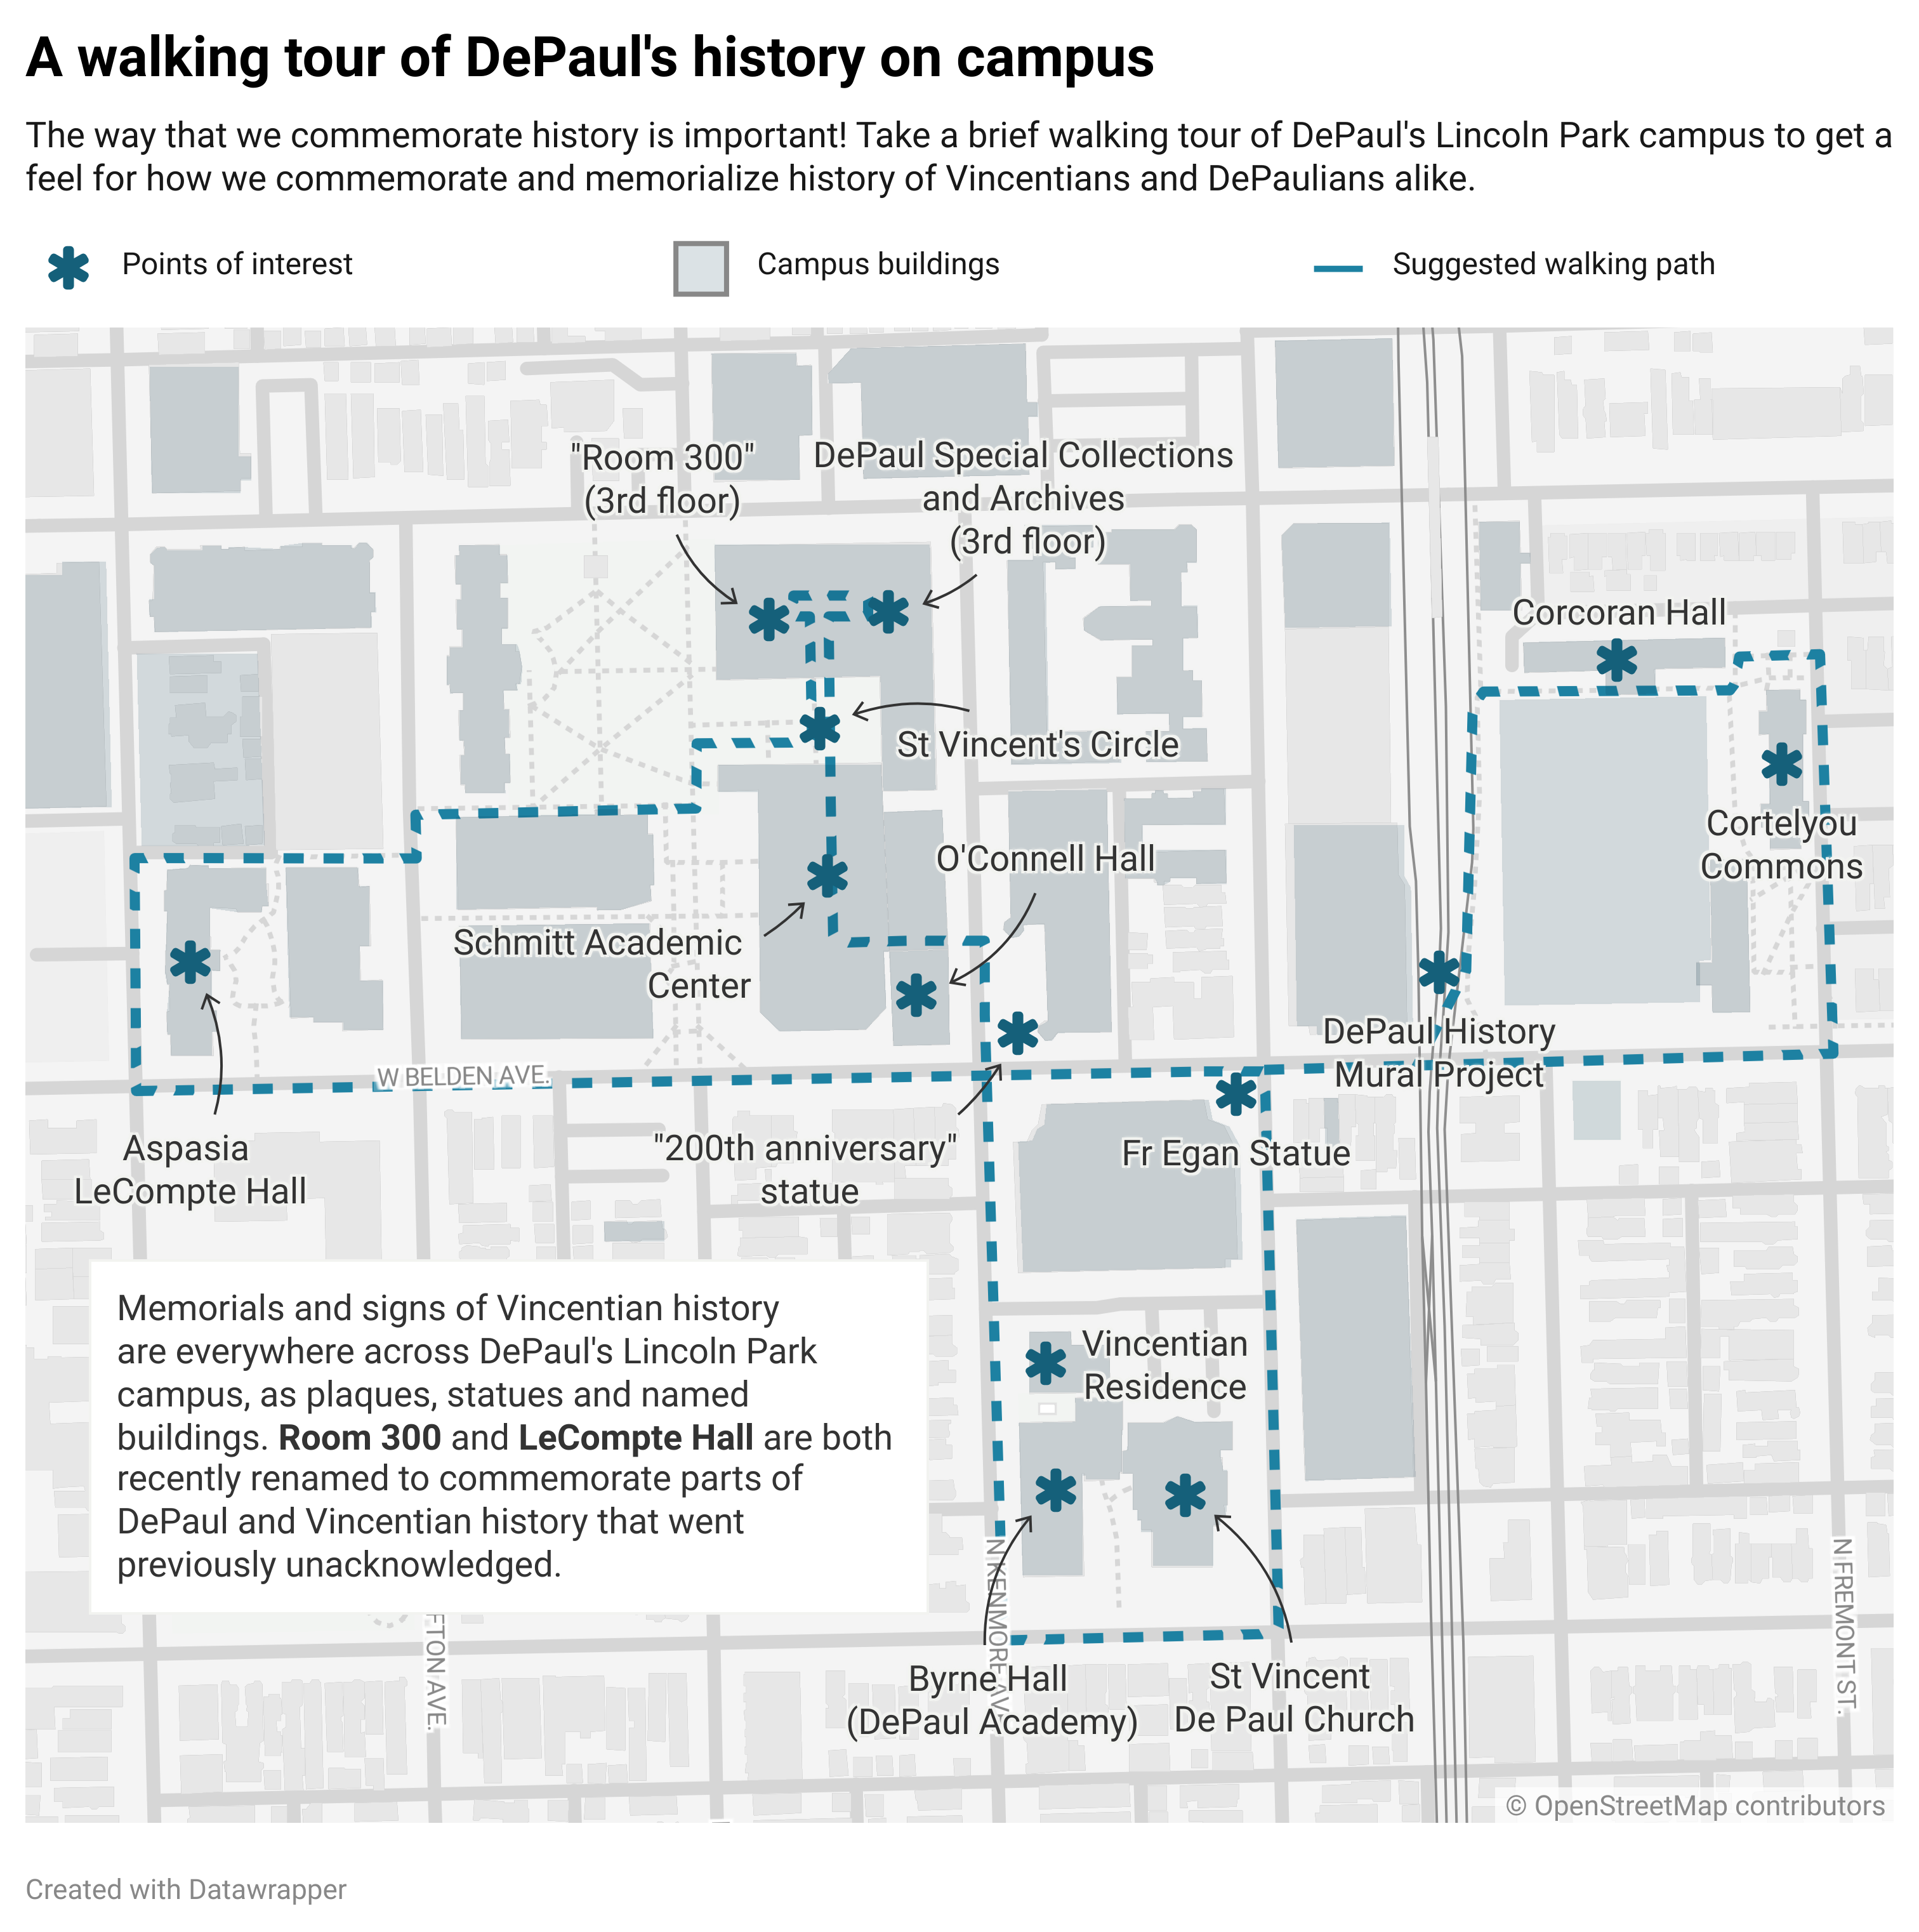 A walking tour of DePaul's history on campus
The way that we commemorate history is important! Take a brief walking tour of DePaul's Lincoln Park campus to get a
feel for how we commemorate and memorialize history of Vincentians and DePaulians alike.
Points of interest
Campus buildings
Suggested walking path
"Room 300"
(3rd floor)
DePaul Special Collections
and Archives
(3rd floor)
Corcoran Hall
St Vincent's Circle
Cortelyou
Commons
O'Connell Hall
Schmitt Academic
Center
DePaul History
Mural Project
W BELDEN AVE.
Aspasia
LeCompte Hall
"200th anniversary"
statue
Fr Egan Statue
Memorials and signs of Vincentian history
are everywhere across DePaul's Lincoln Park
campus, as plaques, statues and named
buildings. Room 300 and LeCompte Hall are both
recently renamed to commemorate parts of
DePaul and Vincentian history that went
previously unacknowledged.
Vincentian
Residence
N KENMORE AV
N FREMONT ST.
FTON AVE.
Byrne Hall
(DePaul Academy)
St Vincent
De Paul Church
© OpenStreetMap contributors
Created with Datawrapper